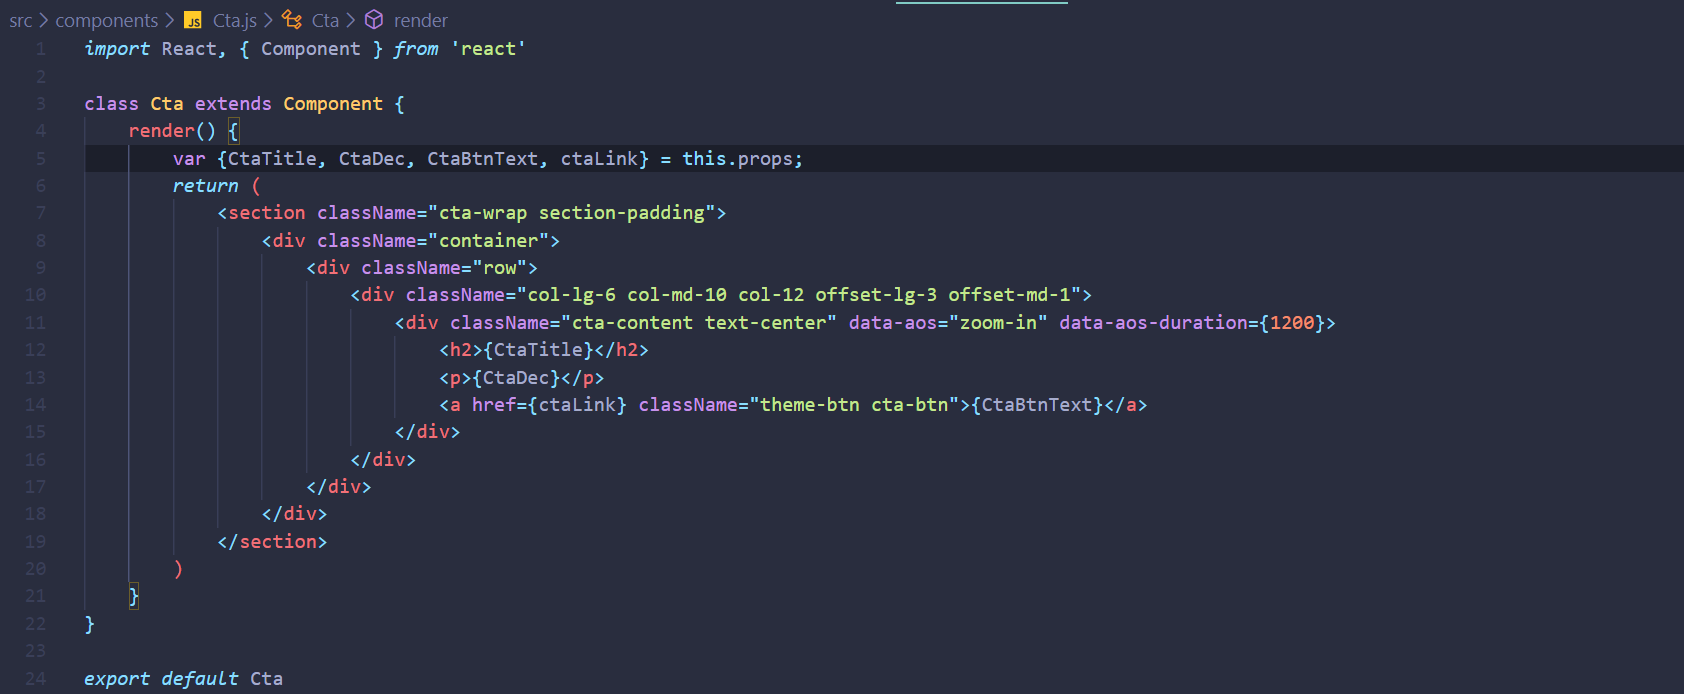 src > components > JS Cta.js > Cta > render
1 import React, { Component } from 'react'
2
3 class Cta extends Component {
4 render() {
5 var {CtaTitle, CtaDec, CtaBtnText, ctaLink} = this.props;
6 return (
7 <section className="cta-wrap section-padding">
8 <div className="container">
9 <div className="row">
10 <div className="col-lg-6 col-md-10 col-12 offset-lg-3 offset-md-1">
11 <div className="cta-content text-center" data-aos="zoom-in" data-aos-duration={1200}>
12 <h2>{CtaTitle}</h2>
13 <p>{CtaDec}</p>
14 <a href={ctaLink} className="theme-btn cta-btn">{CtaBtnText}</a>
15 </div>
16 </div>
17 </div>
18 </div>
19 </section>
20 )
21 }
22 }
23
24 export default Cta